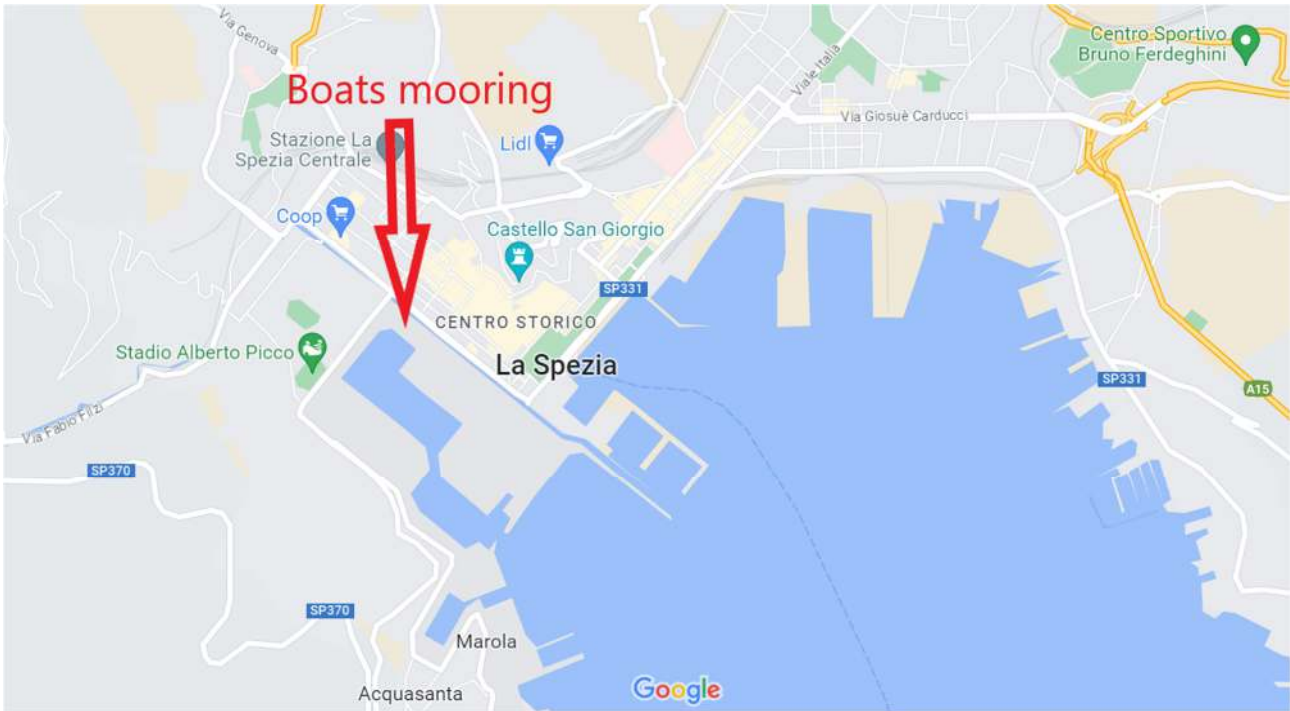 Via Genova
Centro Sportivo
Bruno Ferdeghini
Boats mooring
Viale Italia
Via Giosuè Carducci
Stazione La
Spezia Centrale
Lidl
Coop
Castello San Giorgio
SP331
CENTRO STORICO
Stadio Alberto Picco
La Spezia
SP331
A15
Via Fabio Filzi
SP370
SP370
Marola
Acquasanta
Google